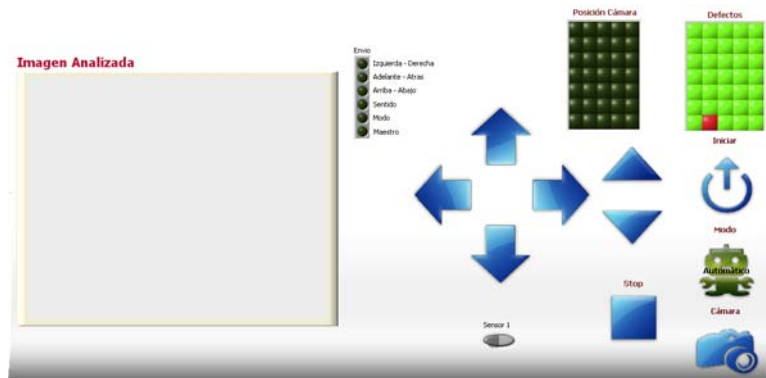 Posición Cámara
Defectos
Imagen Analizada
Envio
Izquierda - Derecha
Adelante - Atras
Arriba - Abajo
Sentido
Modo
Maestro
Iniciar
Modo
Automático
Stop
Cámara
Sensor 1